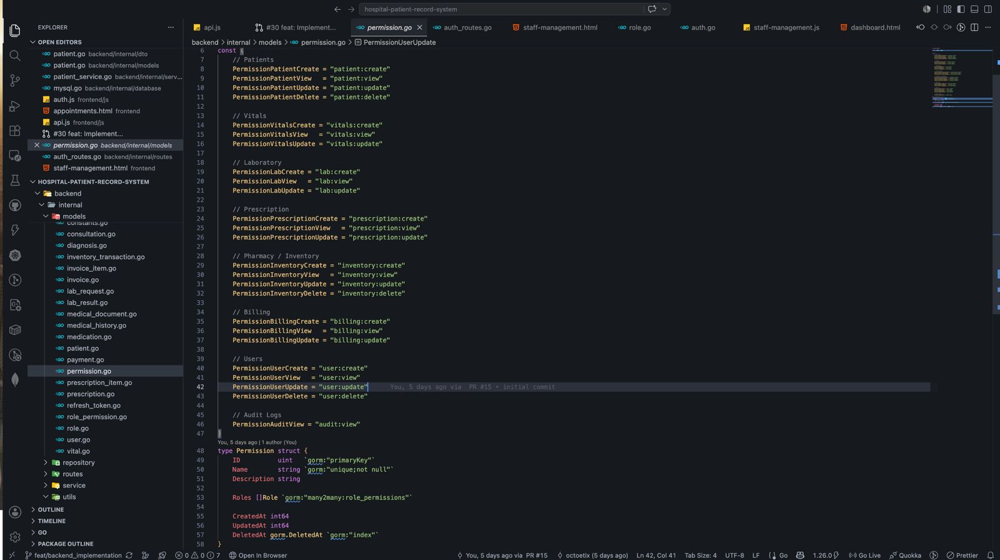 hospital-patient-record-system
EXPLORER
OPEN EDITORS
patient.go backend/internal/dto
patient.go backend/internal/models
patient_service.go backend/internal/serv...
mysql.go backend/internal/database
auth.js frontend/js
appointments.html frontend
api.js frontend/js
#30 feat: Implement...
permission.go backend/internal/models
auth_routes.go backend/internal/routes
staff-management.html frontend
HOSPITAL-PATIENT-RECORD-SYSTEM
backend
internal
models
constants.go
consultation.go
diagnosis.go
inventory_transaction.go
invoice_item.go
invoice.go
lab_request.go
lab_result.go
medical_document.go
medical_history.go
medication.go
patient.go
payment.go
permission.go
prescription_item.go
prescription.go
refresh_token.go
role_permission.go
role.go
user.go
vital.go
repository
routes
service
utils
OUTLINE
TIMELINE
GO
PACKAGE OUTLINE
api.js #30 feat: Implement... permission.go auth_routes.go staff-management.html role.go auth.go staff-management.js dashboard.html
backend > internal > models > permission.go > PermissionUserUpdate
6 const (
7 // Patients
8 PermissionPatientCreate = "patient:create"
9 PermissionPatientView = "patient:view"
10 PermissionPatientUpdate = "patient:update"
11 PermissionPatientDelete = "patient:delete"
12
13 // Vitals
14 PermissionVitalsCreate = "vitals:create"
15 PermissionVitalsView = "vitals:view"
16 PermissionVitalsUpdate = "vitals:update"
17
18 // Laboratory
19 PermissionLabCreate = "lab:create"
20 PermissionLabView = "lab:view"
21 PermissionLabUpdate = "lab:update"
22
23 // Prescription
24 PermissionPrescriptionCreate = "prescription:create"
25 PermissionPrescriptionView = "prescription:view"
26 PermissionPrescriptionUpdate = "prescription:update"
27
28 // Pharmacy / Inventory
29 PermissionInventoryCreate = "inventory:create"
30 PermissionInventoryView = "inventory:view"
31 PermissionInventoryUpdate = "inventory:update"
32 PermissionInventoryDelete = "inventory:delete"
33
34 // Billing
35 PermissionBillingCreate = "billing:create"
36 PermissionBillingView = "billing:view"
37 PermissionBillingUpdate = "billing:update"
38
39 // Users
40 PermissionUserCreate = "user:create"
41 PermissionUserView = "user:view"
42 PermissionUserUpdate = "user:update" You, 5 days ago via PR #15 • initial commit
43 PermissionUserDelete = "user:delete"
44
45 // Audit Logs
46 PermissionAuditView = "audit:view"
47 )
You, 5 days ago | 1 author (You)
48 type Permission struct {
49 ID uint `gorm:"primaryKey"`
50 Name string `gorm:"unique;not null"`
51 Description string
52
53 Roles []Role `gorm:"many2many:role_permissions"`
54
55 CreatedAt int64
56 UpdatedAt int64
57 DeletedAt gorm.DeletedAt `gorm:"index"`
58 }
feat/backend_implementation 0 0 7 Open In Browser You, 5 days ago via PR #15 octoetix (5 days ago) Ln 42, Col 41 Tab Size: 4 UTF-8 LF Go 1.26.0 Go Live Quokka Prettier